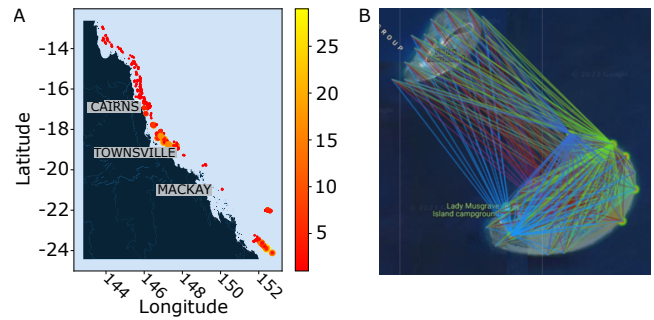 A
-14
-16
-18
-20
-22
-24
Latitude
CAIRNS
TOWNSVILLE
MACKAY
144
146
148
150
152
Longitude
25
20
15
10
5
B
GROUP
Lady Musgrave
Island campground